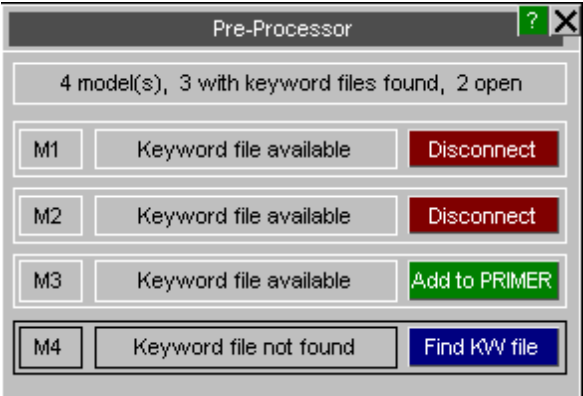 Pre-Processor ? X
4 model(s), 3 with keyword files found, 2 open
M1 Keyword file available Disconnect
M2 Keyword file available Disconnect
M3 Keyword file available Add to PRIMER
M4 Keyword file not found Find KW file